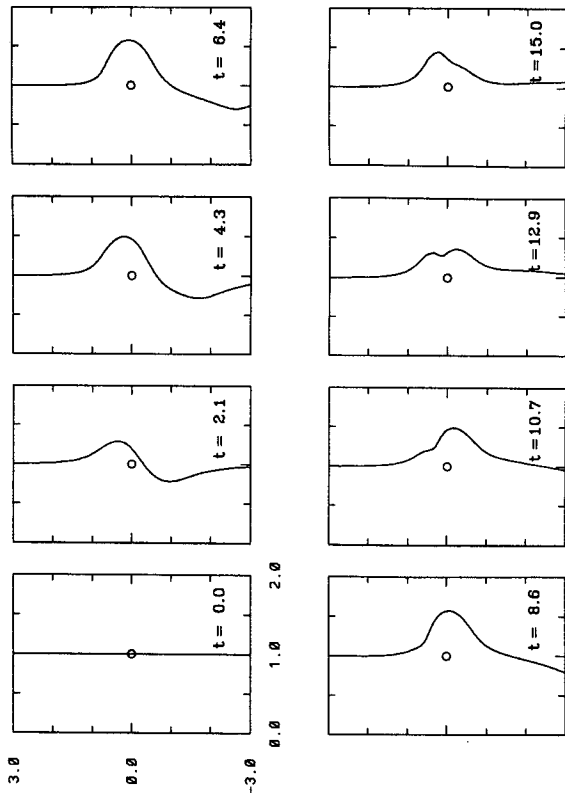 t = 6.4
t = 15.0
t = 4.3
t = 12.9
t = 2.1
t = 10.7
t = 0.0
t = 8.6
3.0
0.0
-3.0
0.0
1.0
2.0